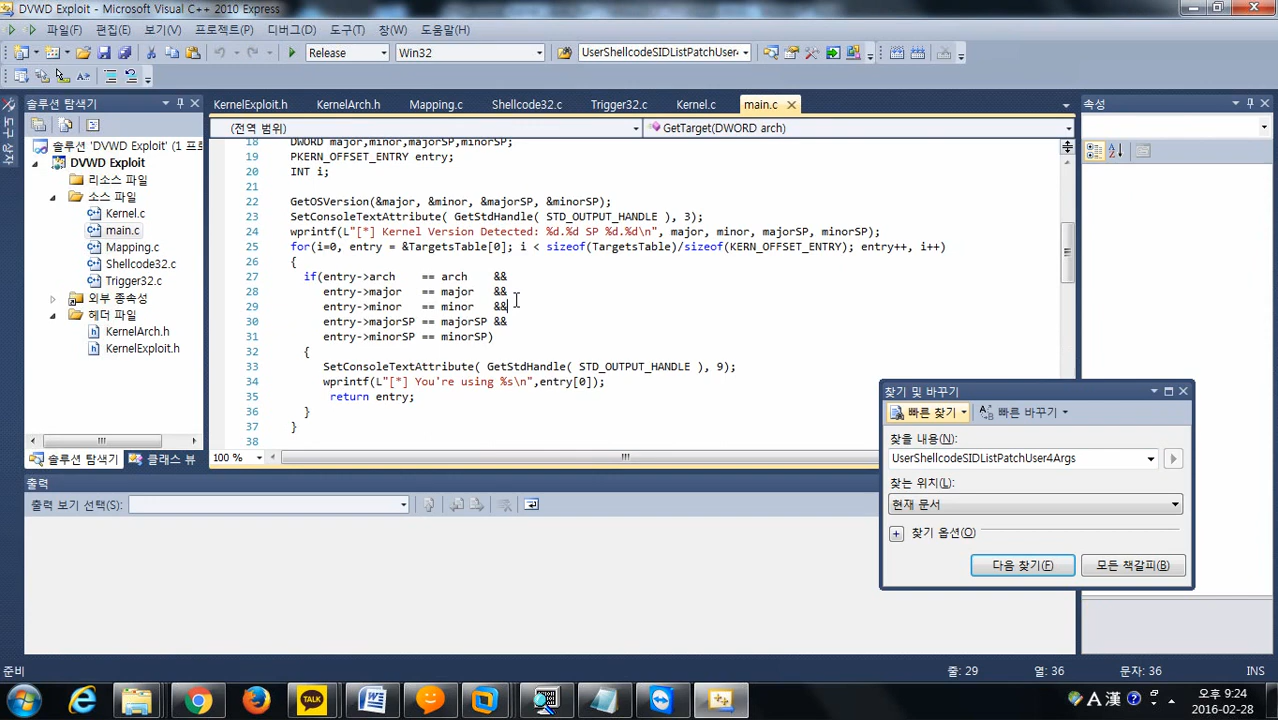 DVWD Exploit - Microsoft Visual C++ 2010 Express
파일(F) 편집(E) 보기(V) 프로젝트(P) 디버그(D) 도구(T) 창(W) 도움말(H)
Release Win32 UserShellcodeSIDListPatchUser4
솔루션 탐색기
솔루션 'DVWD Exploit' (1 프
DVWD Exploit
리소스 파일
소스 파일
Kernel.c
main.c
Mapping.c
Shellcode32.c
Trigger32.c
외부 종속성
헤더 파일
KernelArch.h
KernelExploit.h
솔루션 탐색기 클래스 뷰
도구 상자
KernelExploit.h KernelArch.h Mapping.c Shellcode32.c Trigger32.c Kernel.c main.c
(전역 범위) GetTarget(DWORD arch)
18 DWORD major,minor,majorSP,minorSP;
19 PKERN_OFFSET_ENTRY entry;
20 INT i;
21
22 GetOSVersion(&major, &minor, &majorSP, &minorSP);
23 SetConsoleTextAttribute( GetStdHandle( STD_OUTPUT_HANDLE ), 3);
24 wprintf(L"[*] Kernel Version Detected: %d.%d SP %d.%d\n", major, minor, majorSP, minorSP);
25 for(i=0, entry = &TargetsTable[0]; i < sizeof(TargetsTable)/sizeof(KERN_OFFSET_ENTRY); entry++, i++)
26 {
27 if(entry->arch == arch &&
28 entry->major == major &&
29 entry->minor == minor &&
30 entry->majorSP == majorSP &&
31 entry->minorSP == minorSP)
32 {
33 SetConsoleTextAttribute( GetStdHandle( STD_OUTPUT_HANDLE ), 9);
34 wprintf(L"[*] You're using %s\n",entry[0]);
35 return entry;
36 }
37 }
38
100 %
속성
출력
출력 보기 선택(S):
찾기 및 바꾸기
빠른 찾기 빠른 바꾸기
찾을 내용(N):
UserShellcodeSIDListPatchUser4Args
찾는 위치(L):
현재 문서
찾기 옵션(O)
다음 찾기(F) 모든 책갈피(B)
준비 줄: 29 열: 36 문자: 36 INS
TALK
A 漢
오후 9:24
2016-02-28